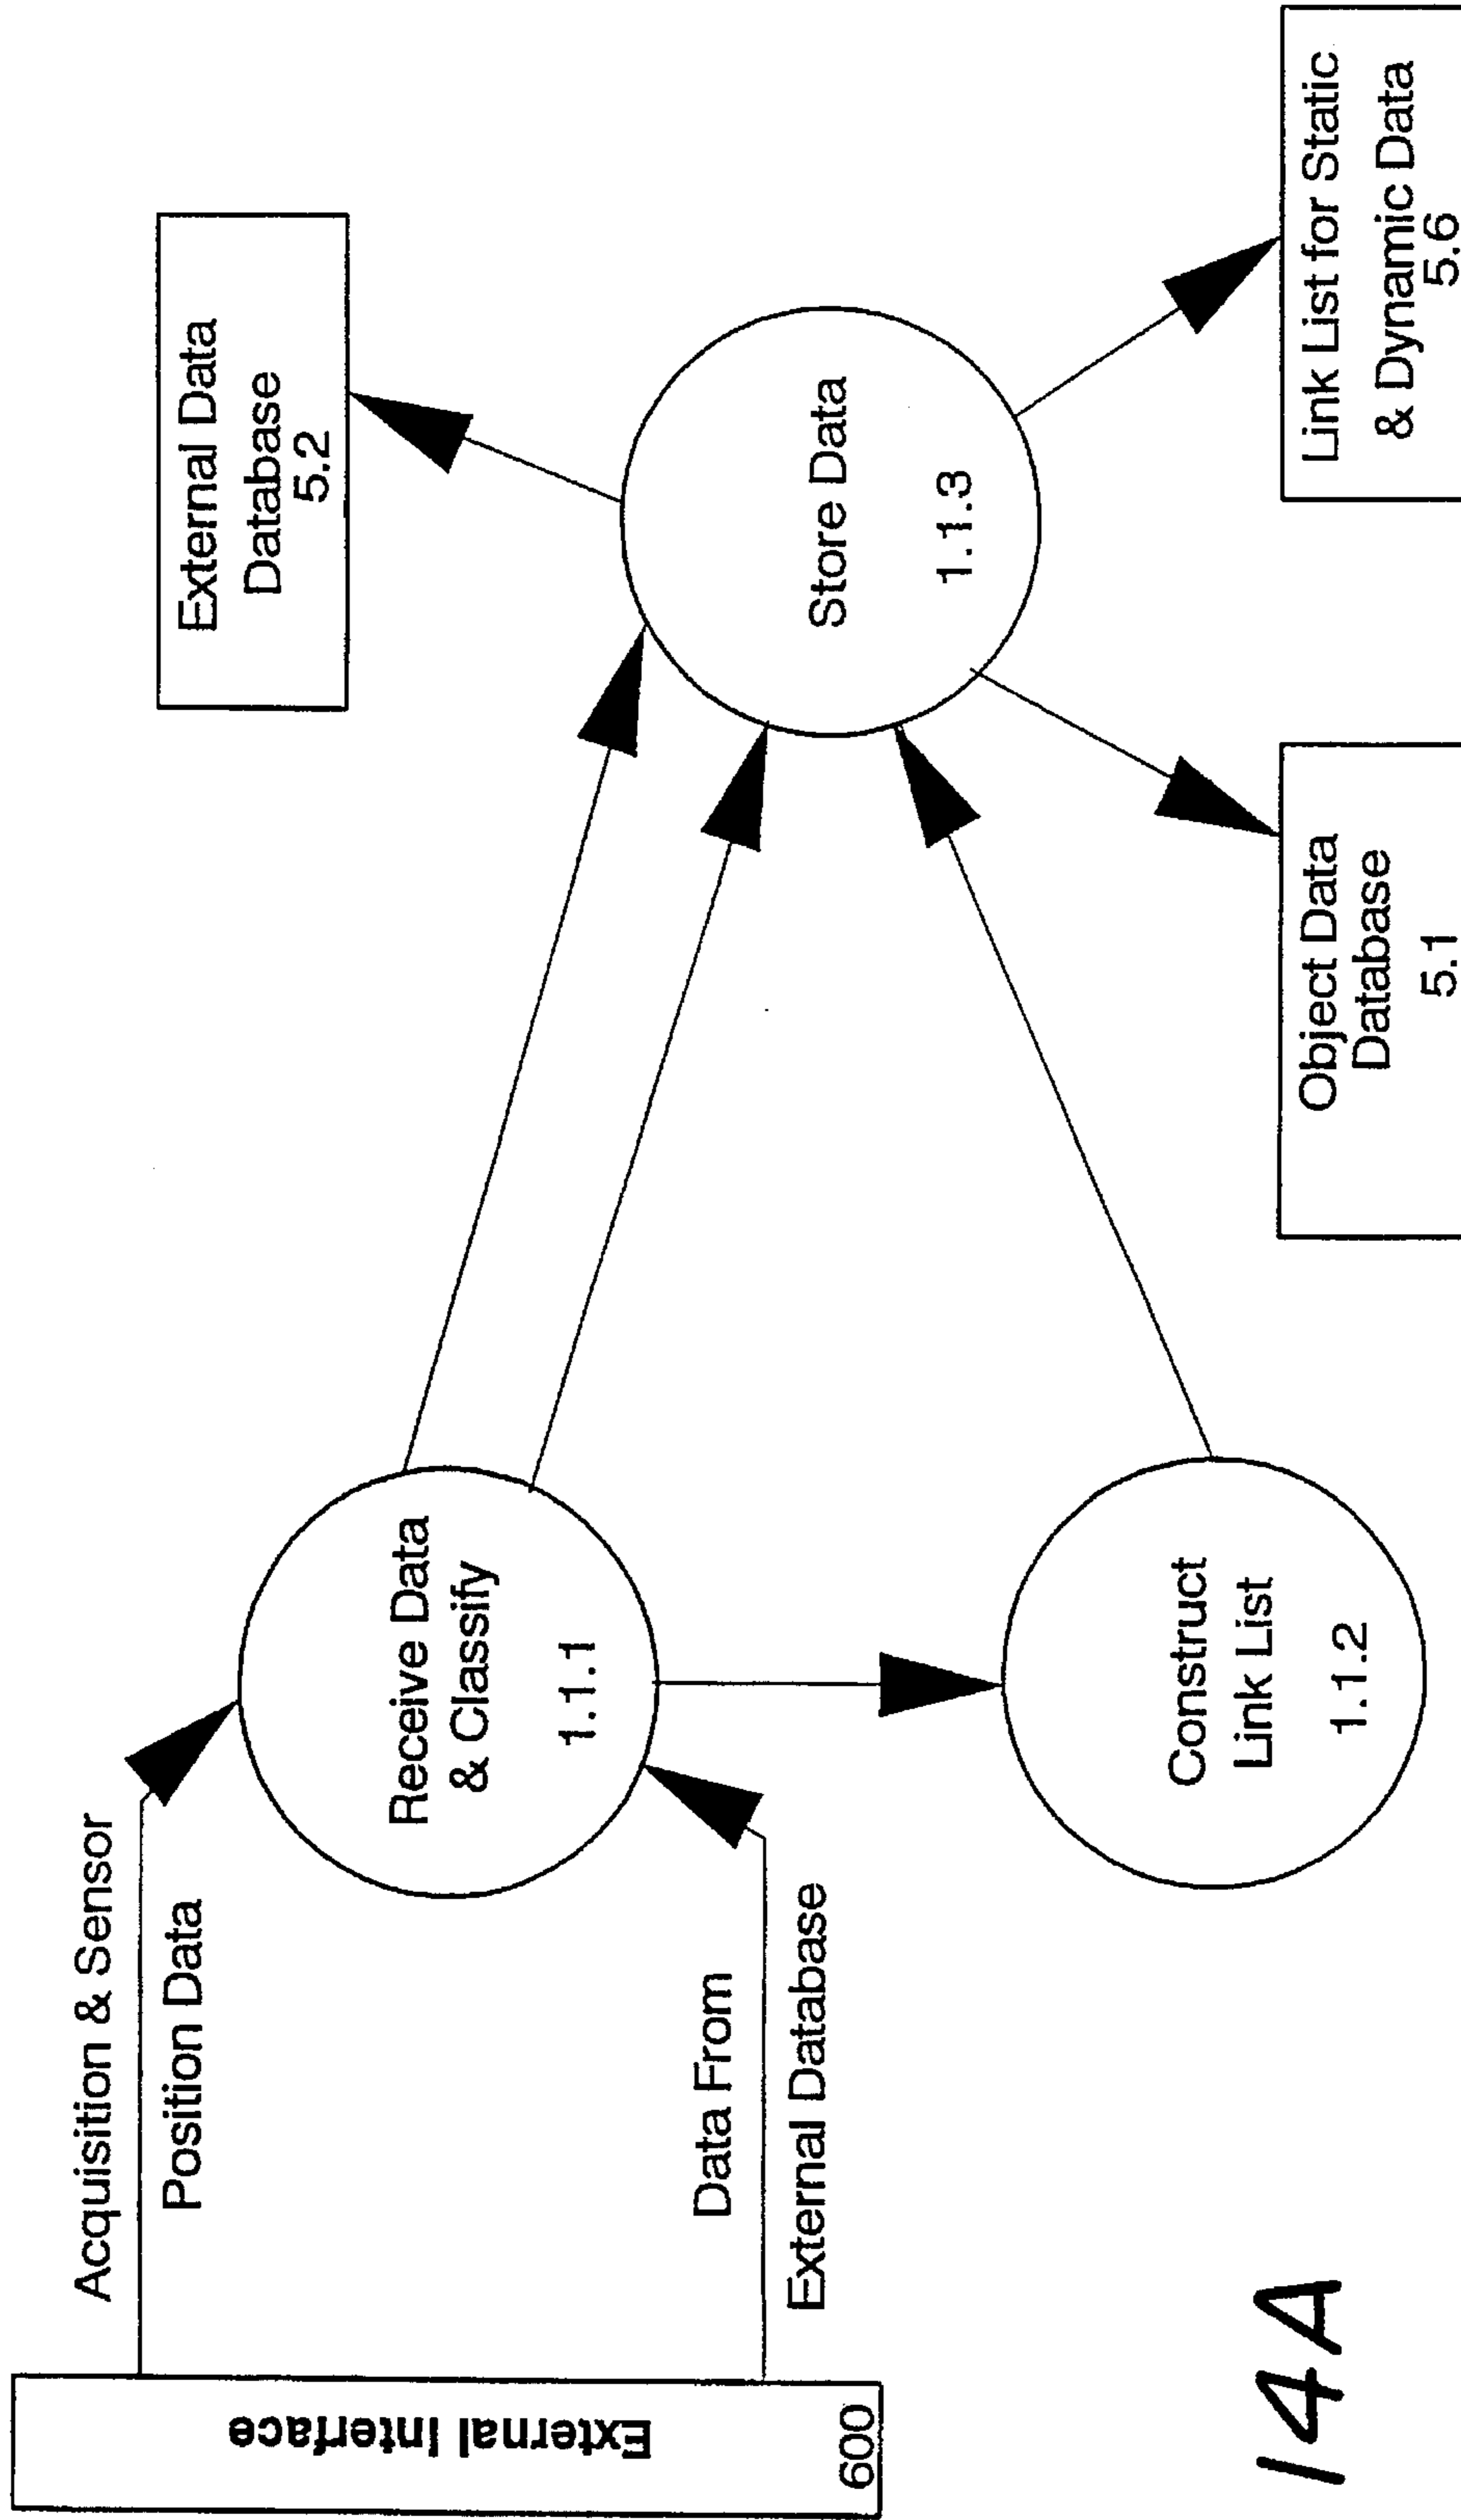 Acquisition & Sensor
Position Data
External Interface
600
Data From
External Database
Receive Data
& Classify
1.1.1
Construct
Link List
1.1.2
External Data
Database
5.2
Store Data
1.1.3
Object Data
Database
5.1
Link List for Static
& Dynamic Data
5.6
14A